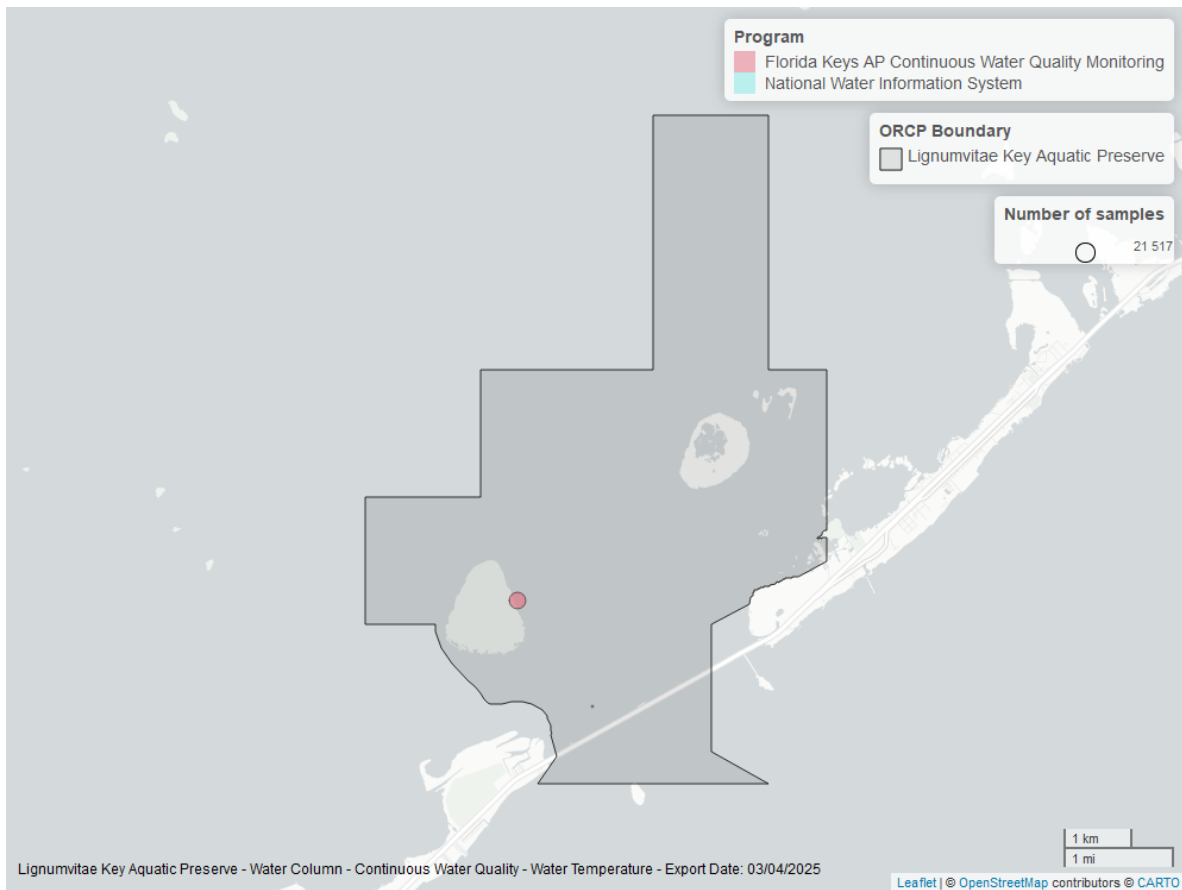 Program
Florida Keys AP Continuous Water Quality Monitoring
National Water Information System
ORCP Boundary
Lignumvitae Key Aquatic Preserve
Number of samples
21 517
1 km
1 mi
Lignumvitae Key Aquatic Preserve - Water Column - Continuous Water Quality - Water Temperature - Export Date: 03/04/2025
Leaflet | © OpenStreetMap contributors © CARTO